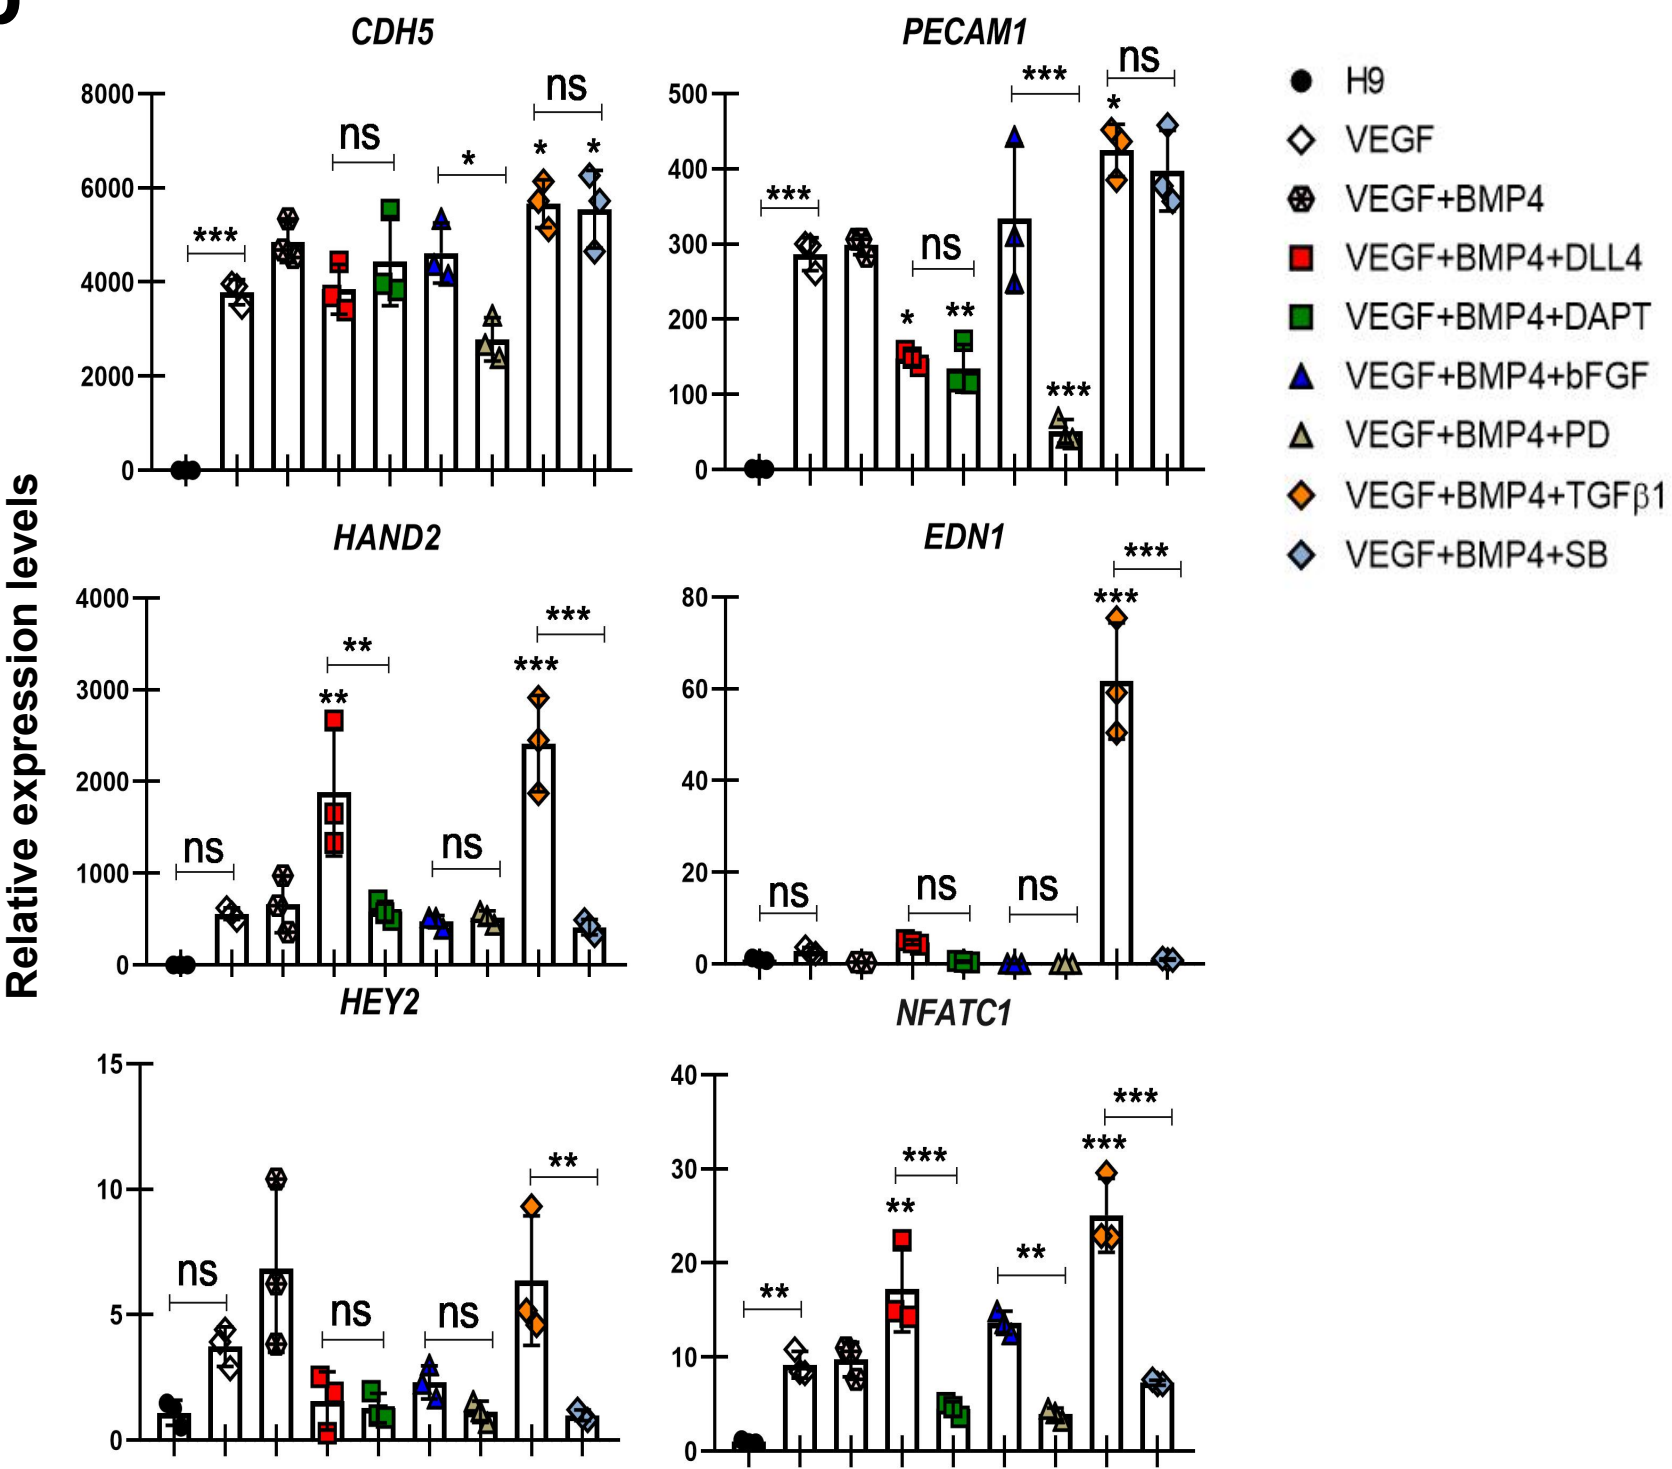 CDH5
PECAM1
8000
6000
4000
2000
0
***
ns
*
ns
*
*
500
400
300
200
100
0
***
ns
*
**
***
***
ns
*
H9
VEGF
VEGF+BMP4
VEGF+BMP4+DLL4
VEGF+BMP4+DAPT
VEGF+BMP4+bFGF
VEGF+BMP4+PD
VEGF+BMP4+TGFβ1
VEGF+BMP4+SB
Relative expression levels
HAND2
EDN1
4000
3000
2000
1000
0
ns
**
**
ns
***
***
80
60
40
20
0
ns
ns
ns
***
***
HEY2
NFATC1
15
10
5
0
ns
ns
ns
**
40
30
20
10
0
**
***
**
**
***
***